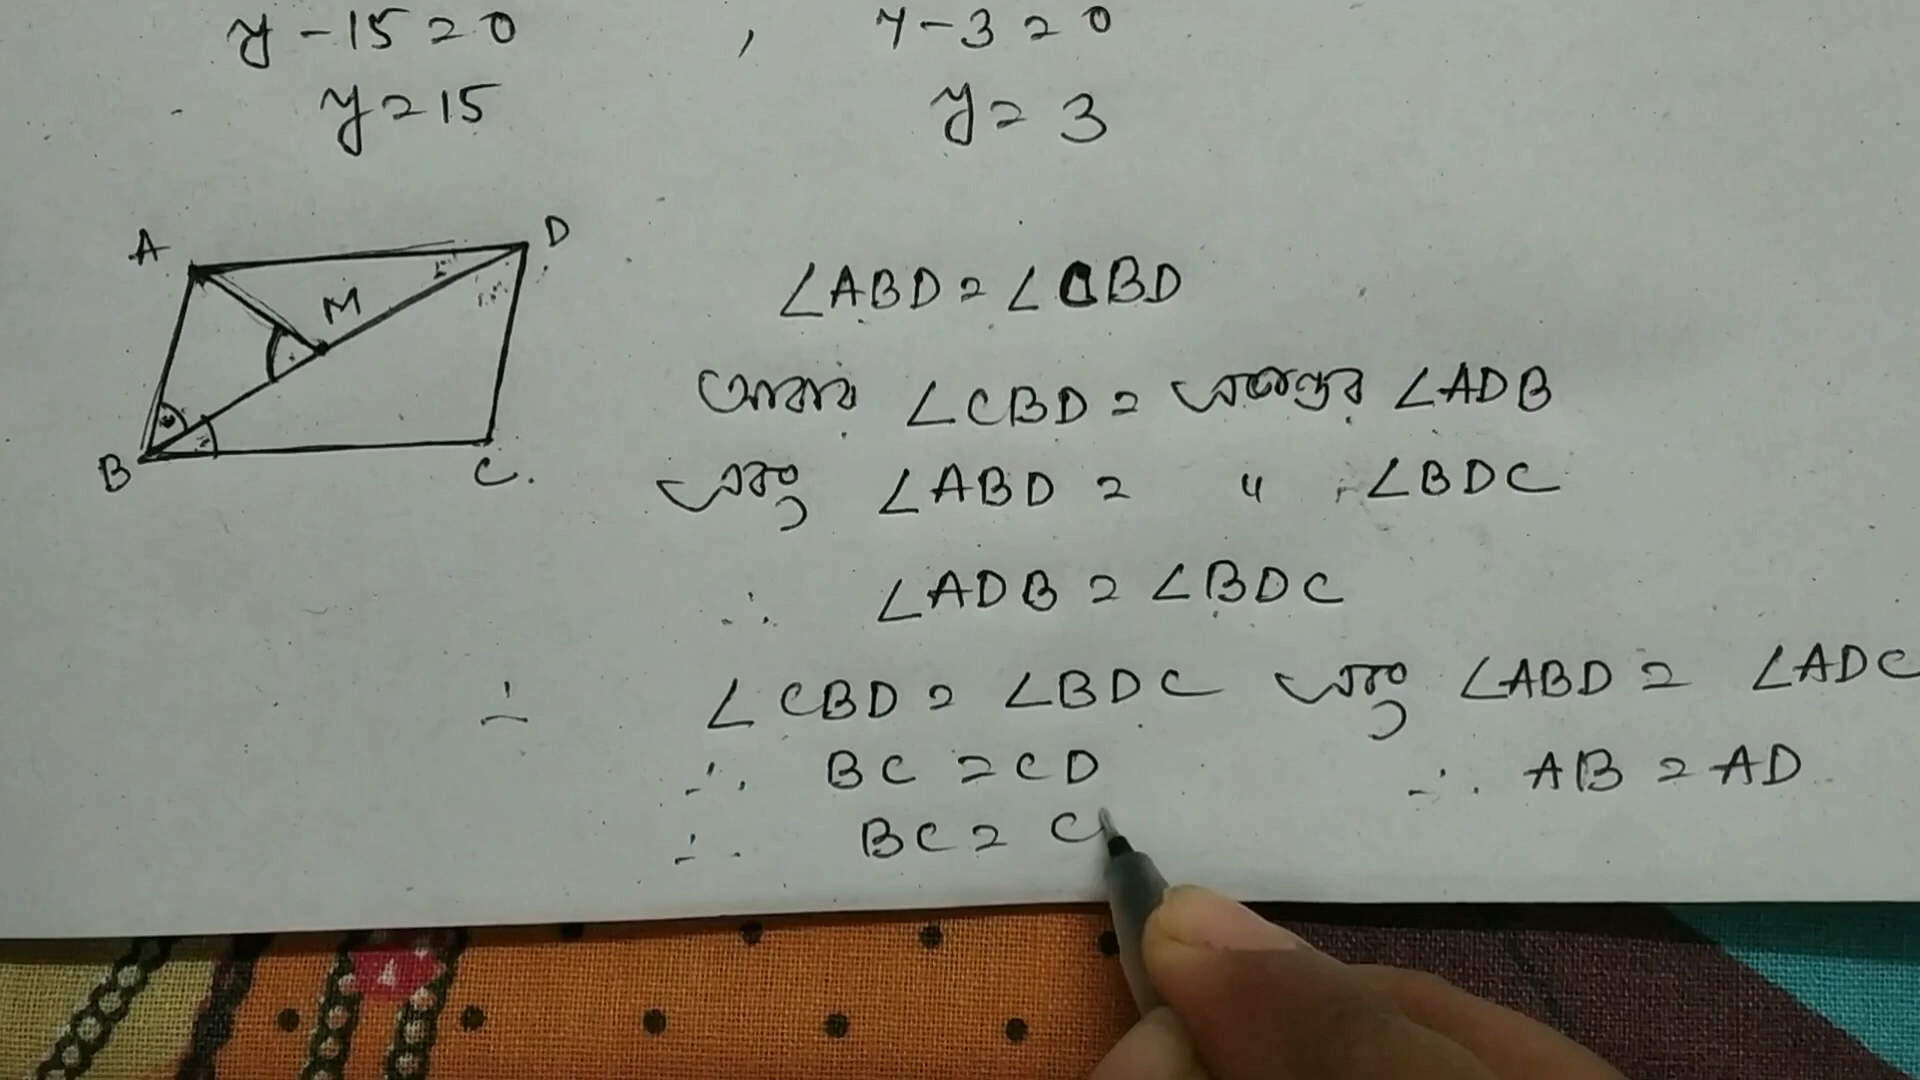 y - 15 = 0 , y - 3 = 0
y = 15 y = 3
A D
M
B C.
∠ABD = ∠CBD
আবার ∠CBD = একান্তর ∠ADB
এবং ∠ABD = " ∠BDC
∴ ∠ADB = ∠BDC
∴ ∠CBD = ∠BDC এবং ∠ABD = ∠ADC
∴ BC = CD ∴ AB = AD
∴ BC = C